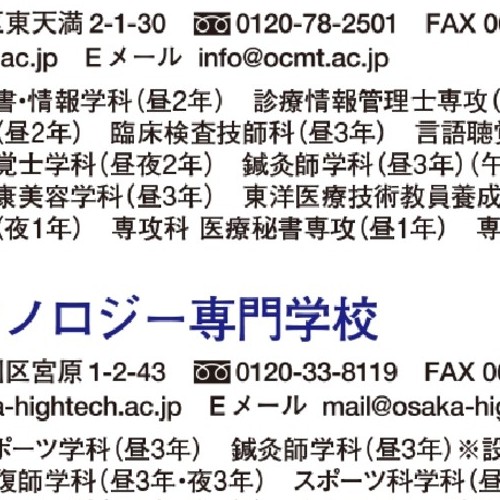 区東天満 2-1-30 0120-78-2501 FAX 0
ac.jp Eメール info@ocmt.ac.jp
書・情報学科(昼2年) 診療情報管理士専攻(
(昼2年) 臨床検査技師科(昼3年) 言語聴覚
覚士学科(昼夜2年) 鍼灸師学科(昼3年)(午
康美容学科(昼3年) 東洋医療技術教員養成
(夜1年) 専攻科 医療秘書専攻(昼1年) 専
ノロジー専門学校
区宮原 1-2-43 0120-33-8119 FAX 0
a-hightech.ac.jp Eメール mail@osaka-hig
ポーツ学科(昼3年) 鍼灸師学科(昼3年)※設
復師学科(昼3年・夜3年) スポーツ科学科(昼